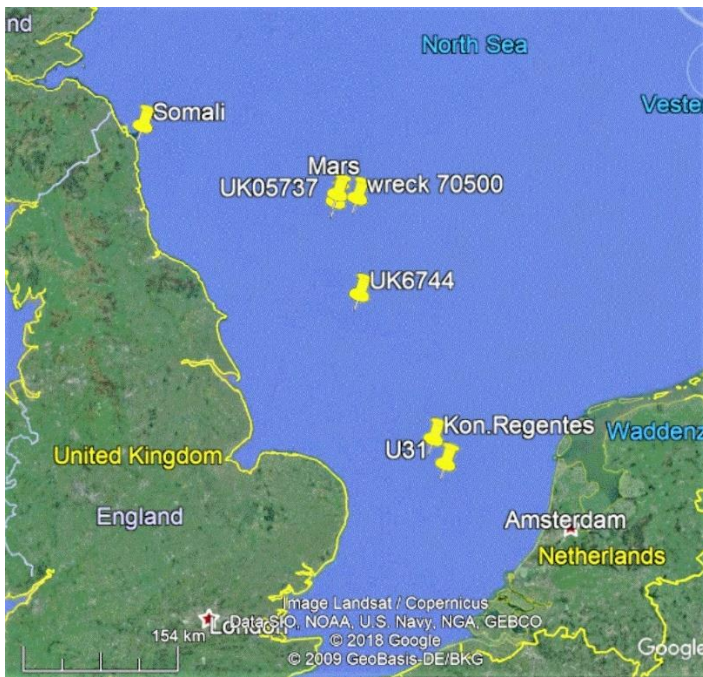 nd
North Sea
Vester
Somali
Mars
UK05737
wreck 70500
UK6744
Kon.Regentes
Waddenz
U31
United Kingdom
England
Amsterdam
Netherlands
Image Landsat / Copernicus
Data SIO, NOAA, U.S. Navy, NGA, GEBCO
London
154 km
© 2018 Google
Google
© 2009 GeoBasis-DE/BKG